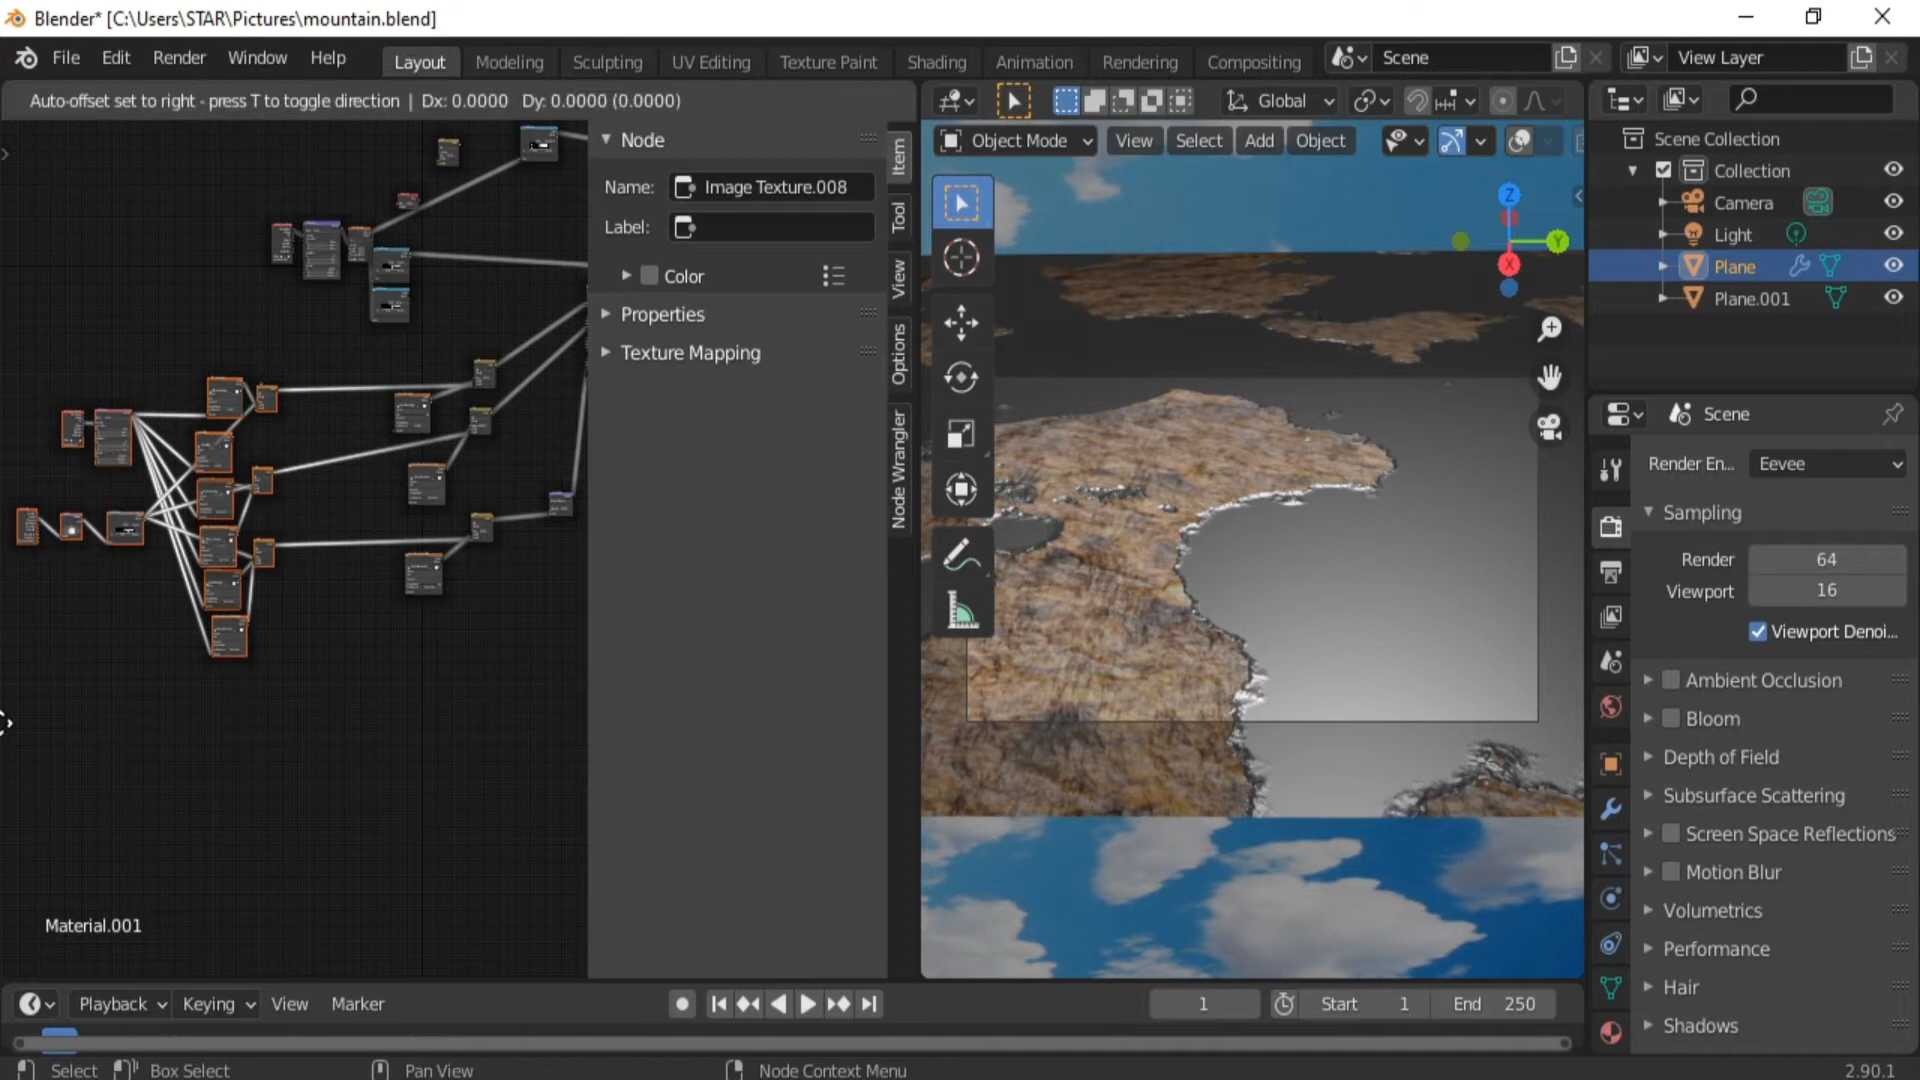 Blender* [C:\Users\STAR\Pictures\mountain.blend]
File Edit Render Window Help Layout Modeling Sculpting UV Editing Texture Paint Shading Animation Rendering Compositing Scene View Layer
Auto-offset set to right - press T to toggle direction | Dx: 0.0000 Dy: 0.0000 (0.0000)
Global
Object Mode View Select Add Object
Node
Name: Image Texture.008
Label:
Color
Properties
Texture Mapping
Item
Tool
View
Options
Node Wrangler
Z
Y
X
Scene Collection
Collection
Camera
Light
Plane
Plane.001
Scene
Render En... Eevee
Sampling
Render 64
Viewport 16
Viewport Denoi...
Ambient Occlusion
Bloom
Depth of Field
Subsurface Scattering
Screen Space Reflections
Motion Blur
Volumetrics
Performance
Hair
Shadows
Material.001
Playback Keying View Marker 1 Start 1 End 250
Select Box Select Pan View Node Context Menu 2.90.1